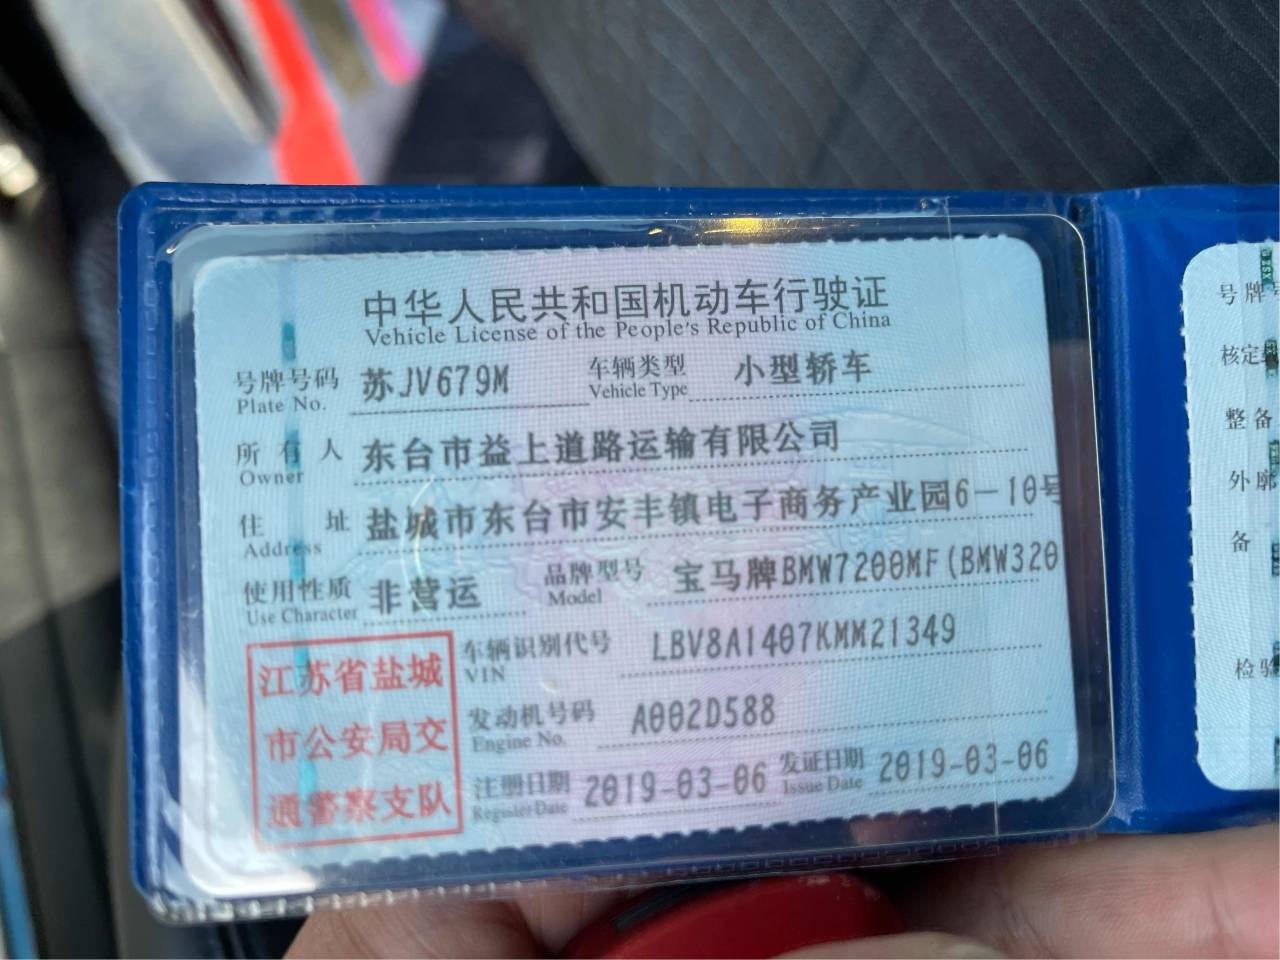 中华人民共和国机动车行驶证
Vehicle License of the People's Republic of China
号牌号码 苏JV679M 车辆类型 小型轿车
Plate No. Vehicle Type
所有人 东台市益上道路运输有限公司
Owner
住址 盐城市东台市安丰镇电子商务产业园6-10号
Address
使用性质 非营运 品牌型号 宝马牌BMW7200MF(BMW320
Use Character Model
车辆识别代号 LBV8A1407KMM21349
VIN
发动机号码 A002D588
Engine No.
注册日期 2019-03-06 发证日期 2019-03-06
Register Date Issue Date
江苏省盐城
市公安局交
通警察支队
号牌
核定
整备
外廓
备
检验